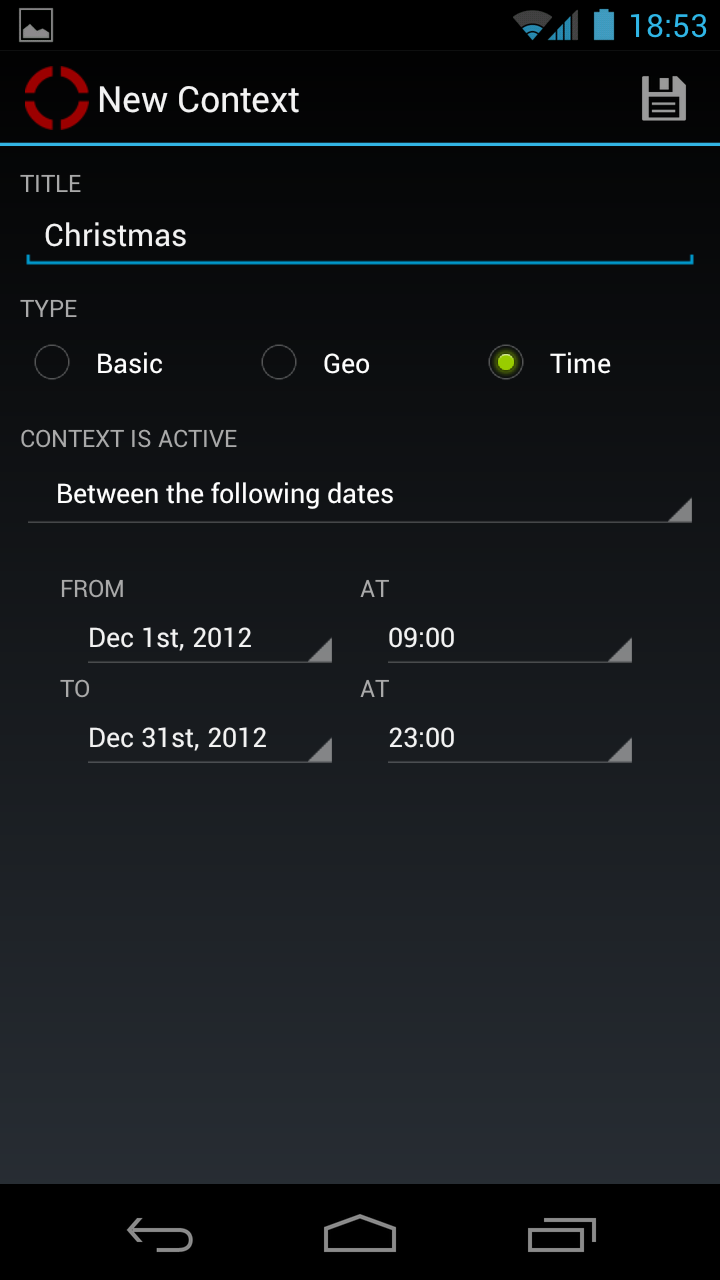 18:53
New Context
TITLE
Christmas
TYPE
Basic Geo Time
CONTEXT IS ACTIVE
Between the following dates
FROM AT
Dec 1st, 2012 09:00
TO AT
Dec 31st, 2012 23:00